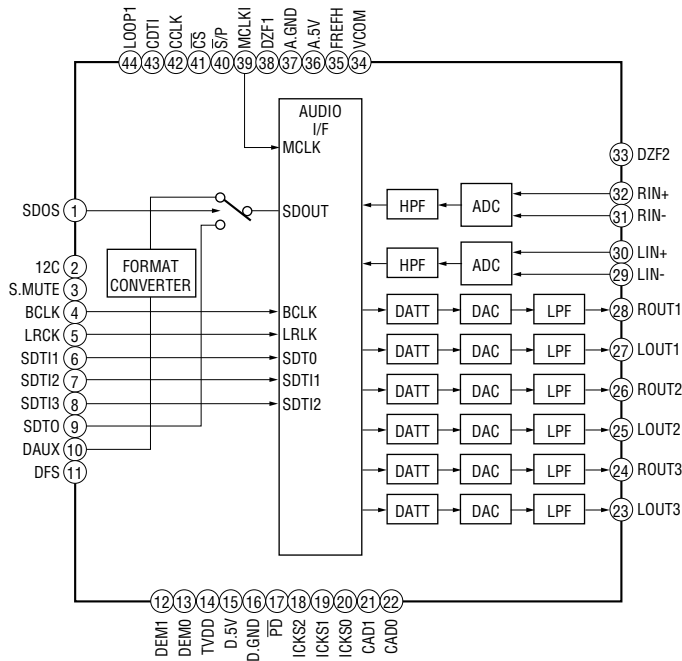 44 LOOP1
43 CDTI
42 CCLK
41 CS
40 S/P
39 MCLKI
38 DZF1
37 A.GND
36 A.5V
35 FREFH
34 VCOM
AUDIO
I/F
MCLK
SDOUT
BCLK
LRLK
SDT0
SDTI1
SDTI2
SDOS 1
12C 2
S.MUTE 3
BCLK 4
LRCK 5
SDTI1 6
SDTI2 7
SDTI3 8
SDTO 9
DAUX 10
DFS 11
FORMAT
CONVERTER
33 DZF2
HPF ADC 32 RIN+
31 RIN-
HPF ADC 30 LIN+
29 LIN-
DATT DAC LPF 28 ROUT1
DATT DAC LPF 27 LOUT1
DATT DAC LPF 26 ROUT2
DATT DAC LPF 25 LOUT2
DATT DAC LPF 24 ROUT3
DATT DAC LPF 23 LOUT3
12 DEM1
13 DEM0
14 TVDD
15 D.5V
16 D.GND
17 PD
18 ICKS2
19 ICKS1
20 ICKS0
21 CAD1
22 CAD0